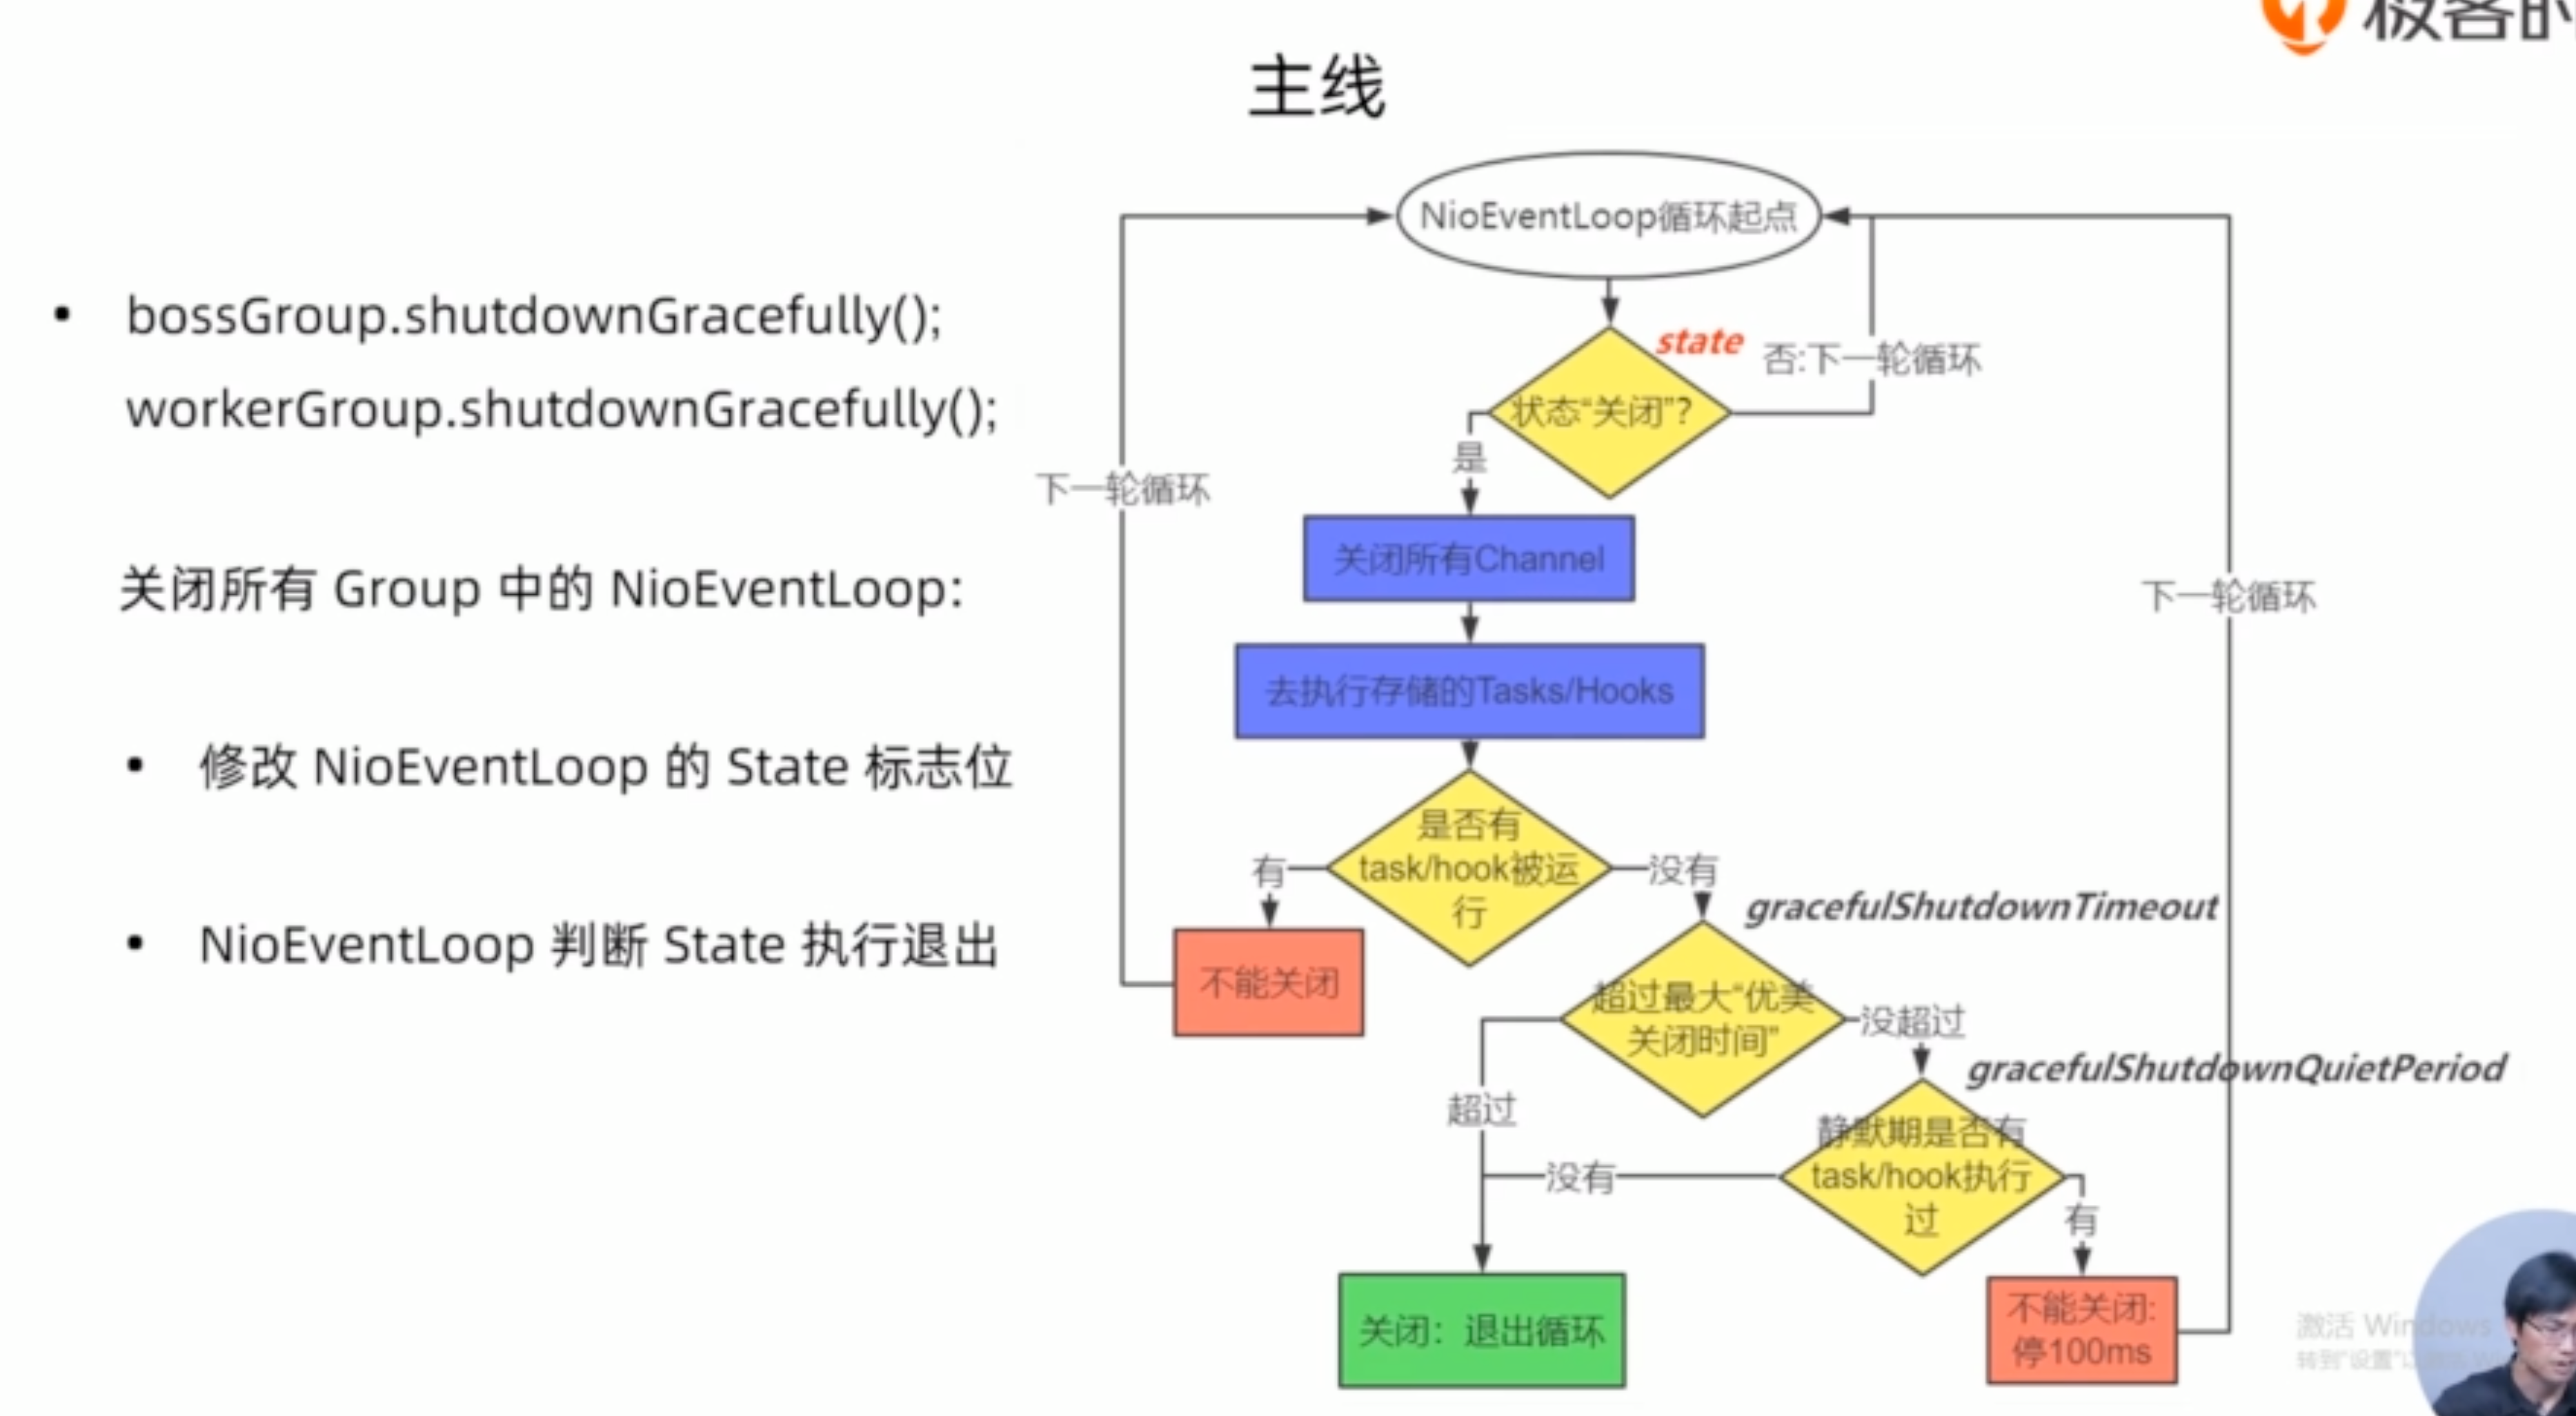 主线
• bossGroup.shutdownGracefully();
workerGroup.shutdownGracefully();
关闭所有 Group 中的 NioEventLoop:
• 修改 NioEventLoop 的 State 标志位
• NioEventLoop 判断 State 执行退出
NioEventLoop循环起点
state
否:下一轮循环
状态“关闭”?
是
下一轮循环
关闭所有Channel
下一轮循环
去执行存储的Tasks/Hooks
是否有
task/hook被运
行
有
没有
gracefulShutdownTimeout
不能关闭
超过最大“优美
关闭时间”
没超过
gracefulShutdownQuietPeriod
超过
静默期是否有
task/hook执行
过
没有
有
关闭：退出循环
不能关闭:
停100ms
极客时
激活 Windows
转到“设置”